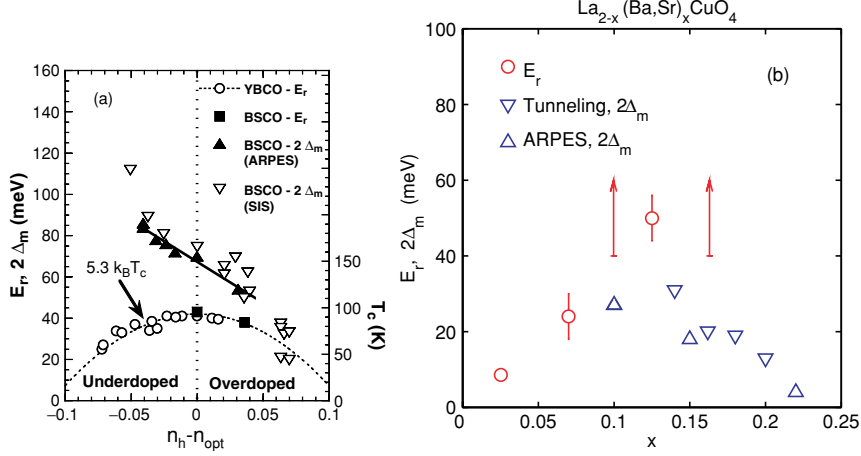 (a)
YBCO - E_r
BSCO - E_r
BSCO - 2 Δ_m
(ARPES)
BSCO - 2 Δ_m
(SIS)
5.3 k_BT_c
Underdoped
Overdoped
160
140
120
100
80
60
40
20
0
E_r, 2 Δ_m (meV)
150
100
50
0
T_c (K)
−0.1
−0.05
0
0.05
0.1
n_h-n_opt
La_{2-x}(Ba,Sr)_xCuO_4
(b)
E_r
Tunneling, 2Δ_m
ARPES, 2Δ_m
100
80
60
40
20
0
E_r, 2Δ_m (meV)
0
0.05
0.1
0.15
0.2
0.25
x